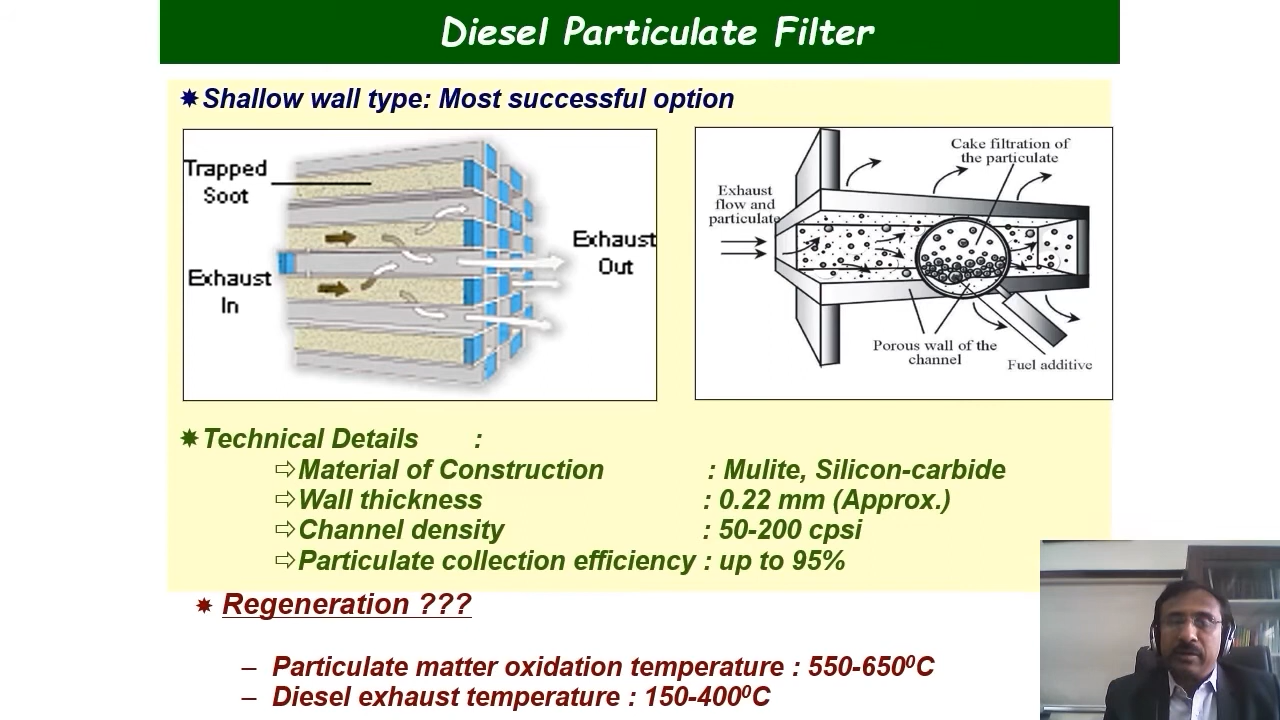 Diesel Particulate Filter
✷Shallow wall type: Most successful option
Trapped
Soot
Exhaust
In
Exhaust
Out
Cake filtration of
the particulate
Exhaust
flow and
particulate
Porous wall of the
channel
Fuel additive
✷Technical Details :
⇨Material of Construction : Mulite, Silicon-carbide
⇨Wall thickness : 0.22 mm (Approx.)
⇨Channel density : 50-200 cpsi
⇨Particulate collection efficiency : up to 95%
✷ Regeneration ???
– Particulate matter oxidation temperature : 550-650⁰C
– Diesel exhaust temperature : 150-400⁰C